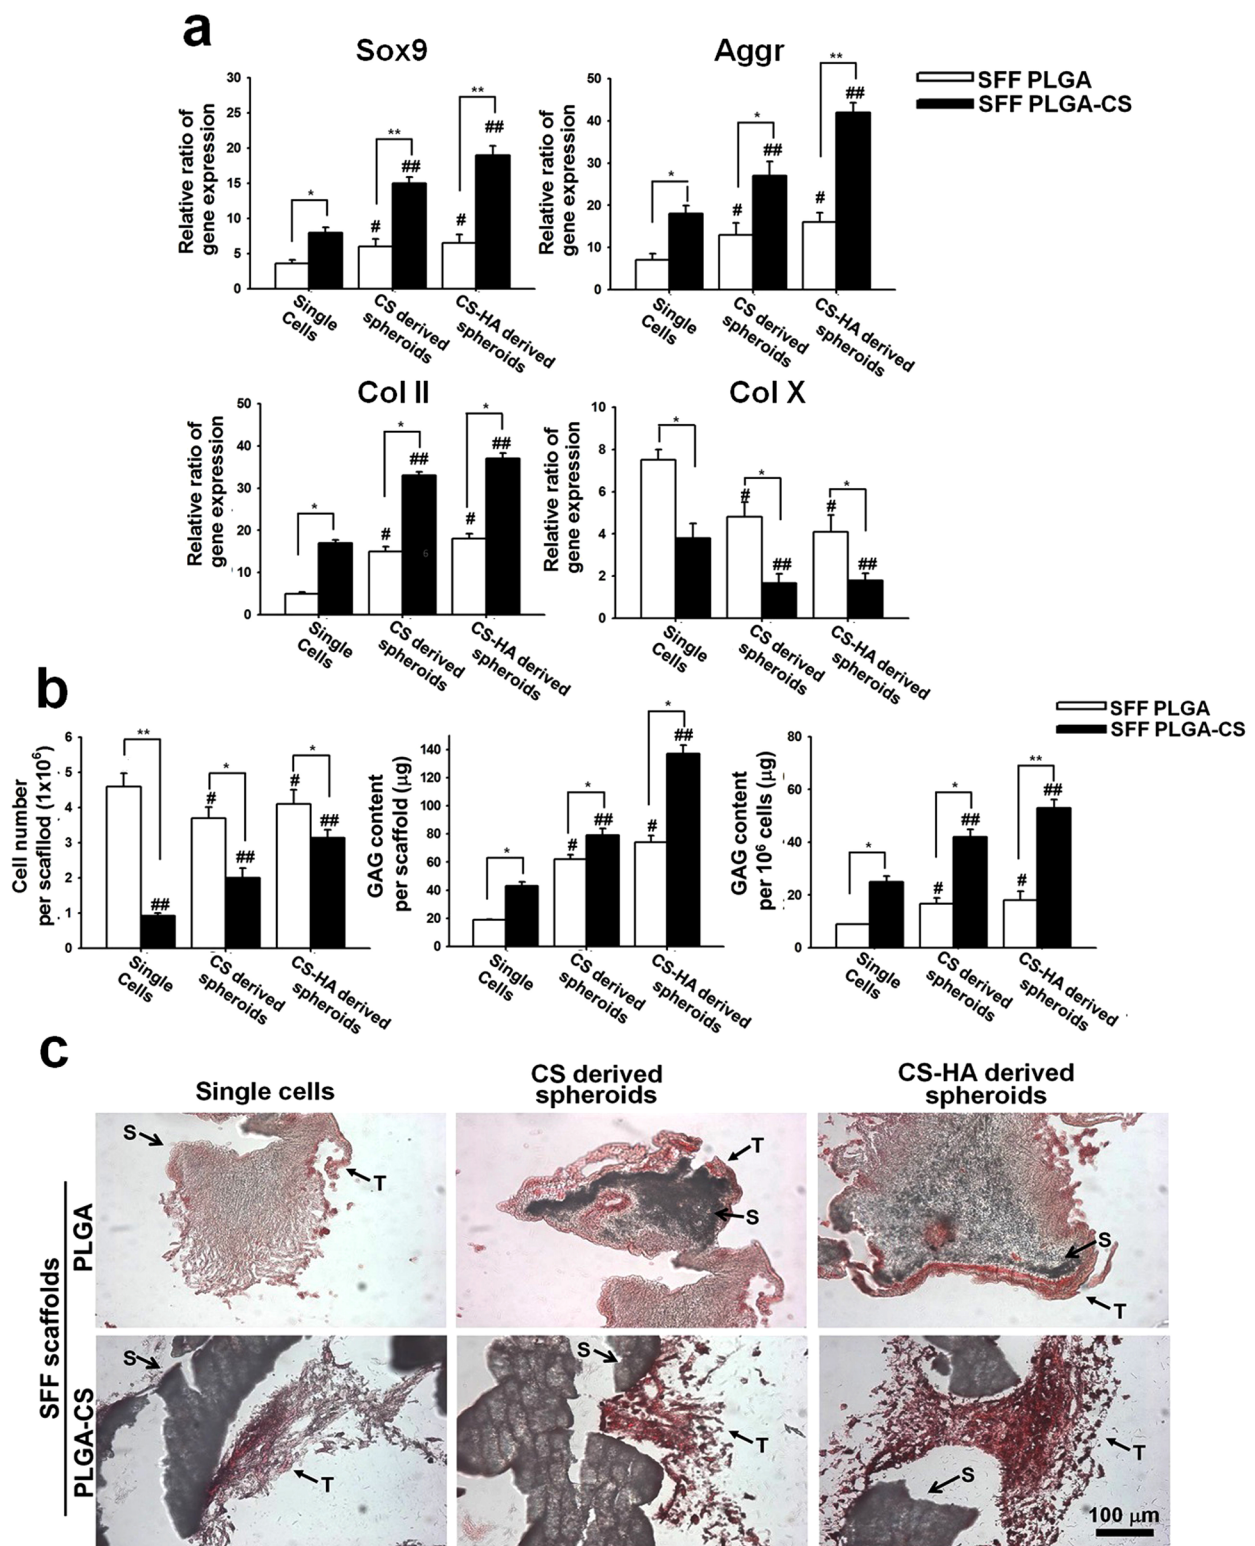 a
Sox9
Relative ratio of
gene expression
30
25
20
15
10
5
0
*
#
**
##
#
**
##
Single
Cells
CS derived
spheroids
CS-HA derived
spheroids
Aggr
Relative ratio of
gene expression
50
40
30
20
10
0
*
#
*
##
#
**
##
Single
Cells
CS derived
spheroids
CS-HA derived
spheroids
SFF PLGA
SFF PLGA-CS
Col II
Relative ratio of
gene expression
50
40
30
20
10
0
*
#
*
##
6
#
*
##
Single
Cells
CS derived
spheroids
CS-HA derived
spheroids
Col X
Relative ratio of
gene expression
10
8
6
4
2
0
*
#
*
##
#
*
##
Single
Cells
CS derived
spheroids
CS-HA derived
spheroids
b
SFF PLGA
SFF PLGA-CS
Cell number
per scafllod (1x10⁶)
6
5
4
3
2
1
0
**
##
#
*
##
#
*
##
Single
Cells
CS derived
spheroids
CS-HA derived
spheroids
GAG content
per scaffold (µg)
140
120
100
80
60
40
20
0
*
#
*
##
#
*
##
Single
Cells
CS derived
spheroids
CS-HA derived
spheroids
GAG content
per 10⁶ cells (µg)
80
60
40
20
0
*
#
*
##
#
**
##
Single
Cells
CS derived
spheroids
CS-HA derived
spheroids
c
Single cells
CS derived
spheroids
CS-HA derived
spheroids
SFF scaffolds
PLGA
S
T
T
S
S
T
PLGA-CS
S
T
S
T
S
T
100 µm